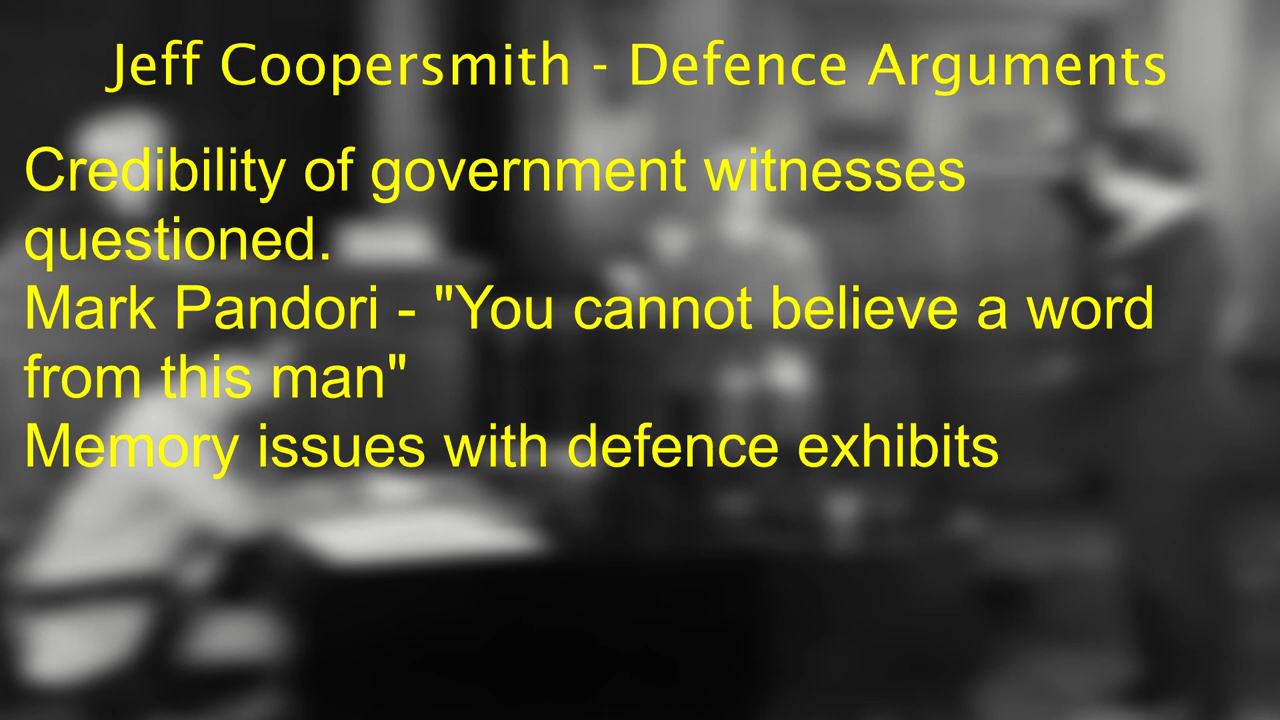 Jeff Coopersmith - Defence Arguments
Credibility of government witnesses
questioned.
Mark Pandori - "You cannot believe a word
from this man"
Memory issues with defence exhibits